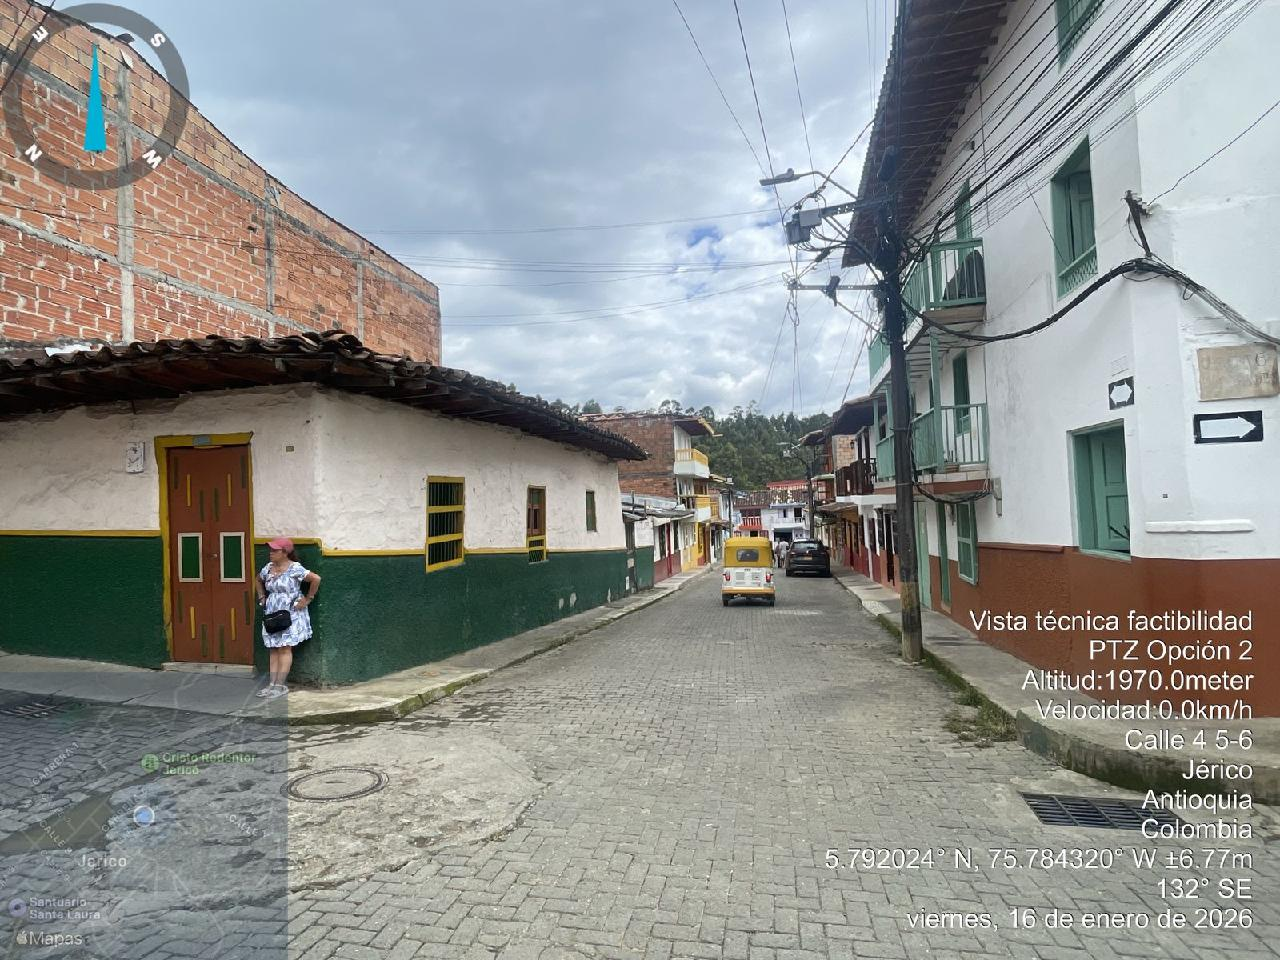 E
S
N
W
Vista técnica factibilidad
PTZ Opción 2
Altitud:1970.0meter
Velocidad:0.0km/h
Calle 4 5-6
Jérico
Antioquia
Colombia
5.792024° N, 75.784320° W ±6.77m
132° SE
viernes, 16 de enero de 2026
Cristo Redentor
Jericó
Jerico
Santuario
Santa Laura
Mapas